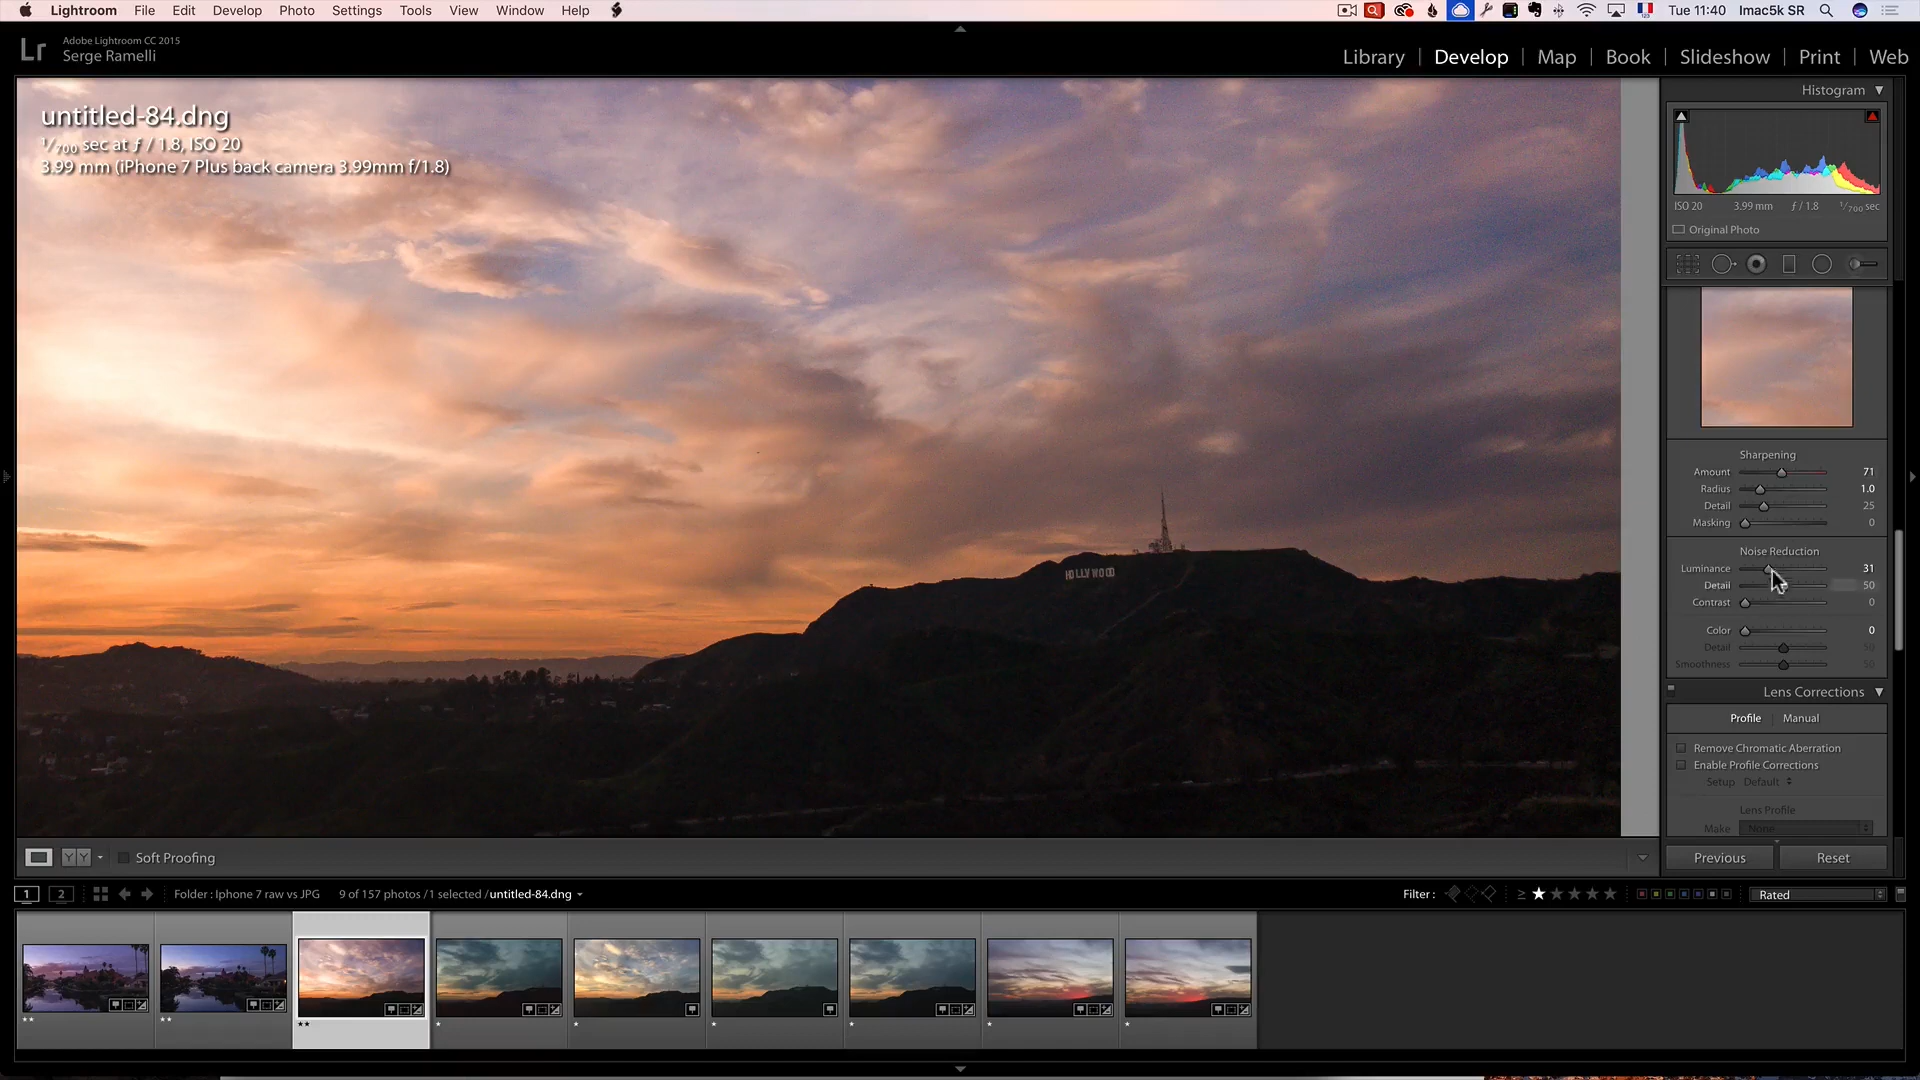 Lightroom File Edit Develop Photo Settings Tools View Window Help Tue 11:40 Imac5k SR
Lr Adobe Lightroom CC 2015
Serge Ramelli
Library Develop Map Book Slideshow Print Web
untitled-84.dng
1/700 sec at ƒ / 1.8, ISO 20
3.99 mm (iPhone 7 Plus back camera 3.99mm f/1.8)
HOLLYWOOD
Histogram
ISO 20 3.99 mm ƒ / 1.8 1/700 sec
Original Photo
Sharpening
Amount 71
Radius 1.0
Detail 25
Masking 0
Noise Reduction
Luminance 31
Detail 50
Contrast 0
Color 0
Detail 50
Smoothness 50
Lens Corrections
Profile Manual
Remove Chromatic Aberration
Enable Profile Corrections
Setup Default
Lens Profile
Make None
Previous Reset
YY Soft Proofing
1 2 Folder : Iphone 7 raw vs JPG 9 of 157 photos / 1 selected / untitled-84.dng Filter : ≥ Rated